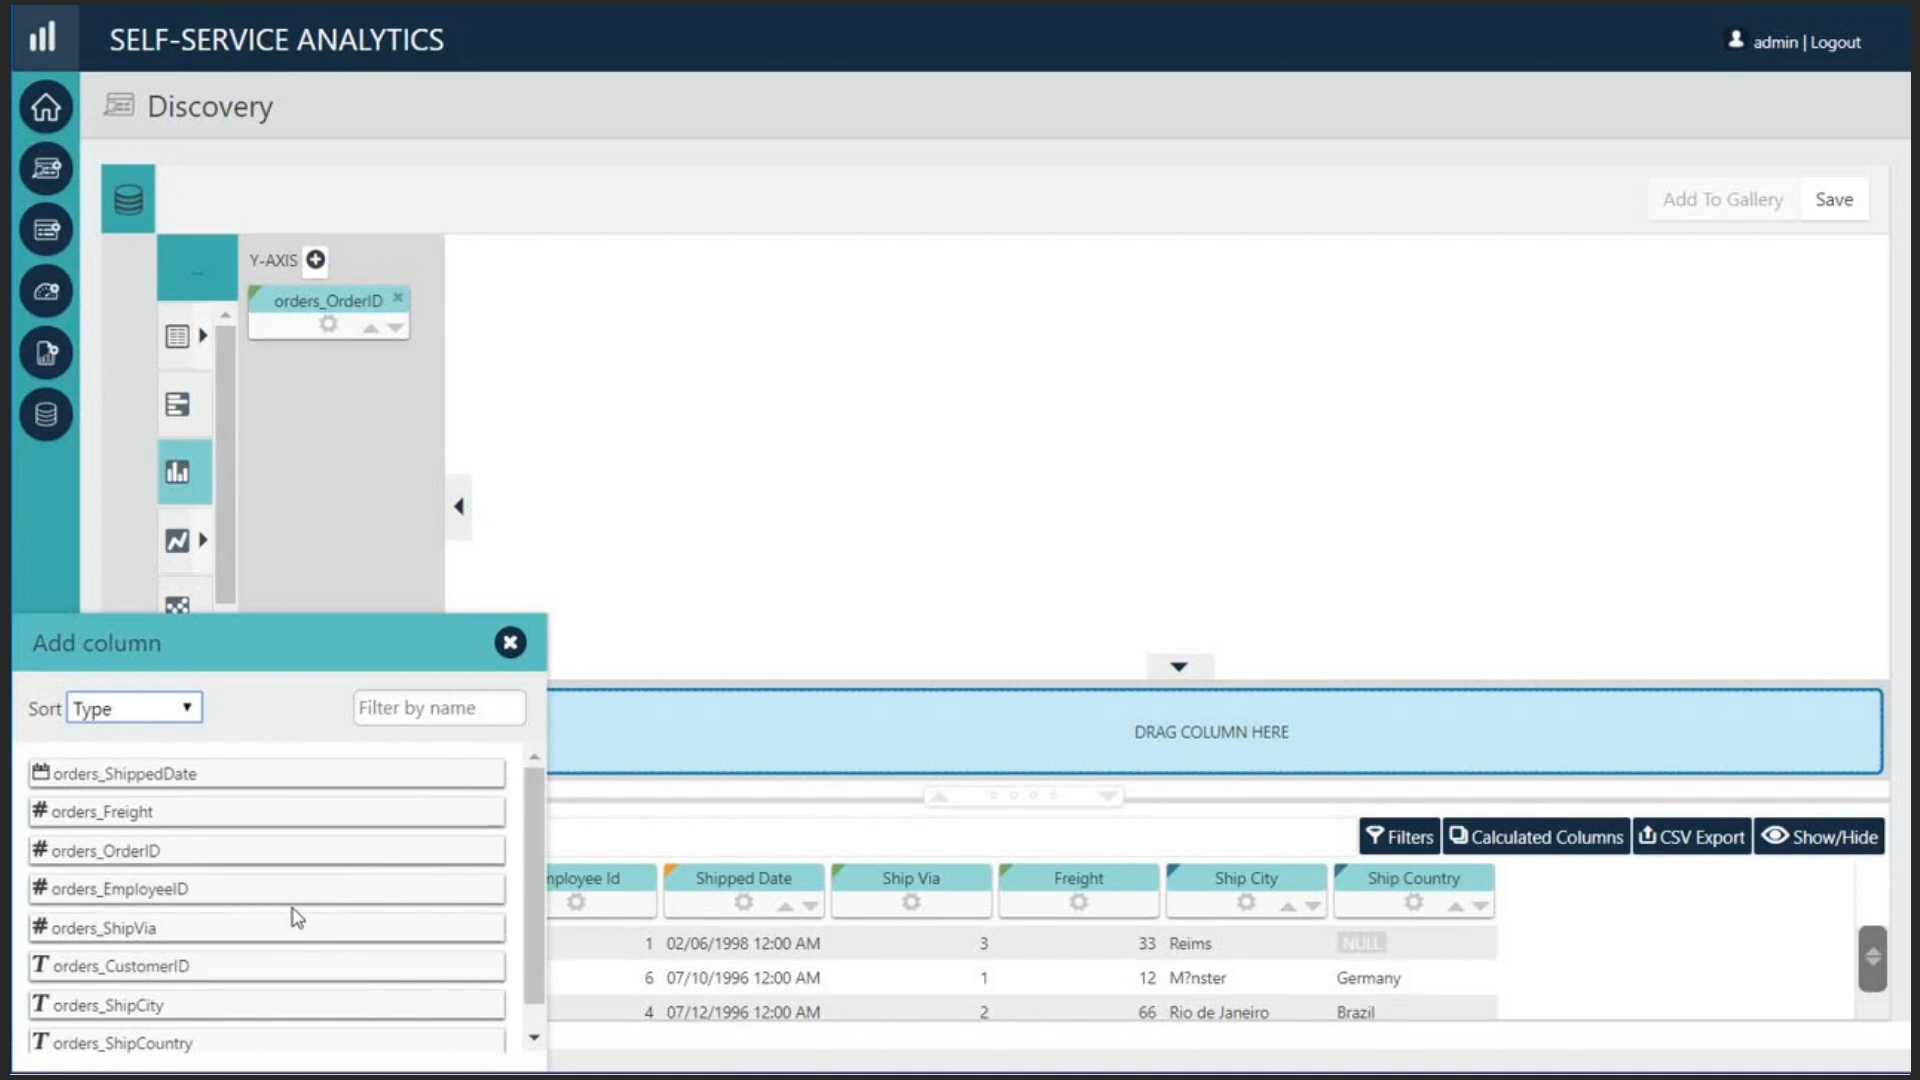 SELF-SERVICE ANALYTICS
admin | Logout
Discovery
Add To Gallery
Save
Y-AXIS
orders_OrderID
Add column
Sort
Type
Filter by name
orders_ShippedDate
# orders_Freight
# orders_OrderID
# orders_EmployeeID
# orders_ShipVia
T orders_CustomerID
T orders_ShipCity
T orders_ShipCountry
DRAG COLUMN HERE
Filters
Calculated Columns
CSV Export
Show/Hide
mployee Id
Shipped Date
Ship Via
Freight
Ship City
Ship Country
1 02/06/1998 12:00 AM 3 33 Reims NULL
6 07/10/1996 12:00 AM 1 12 M?nster Germany
4 07/12/1996 12:00 AM 2 66 Rio de Janeiro Brazil